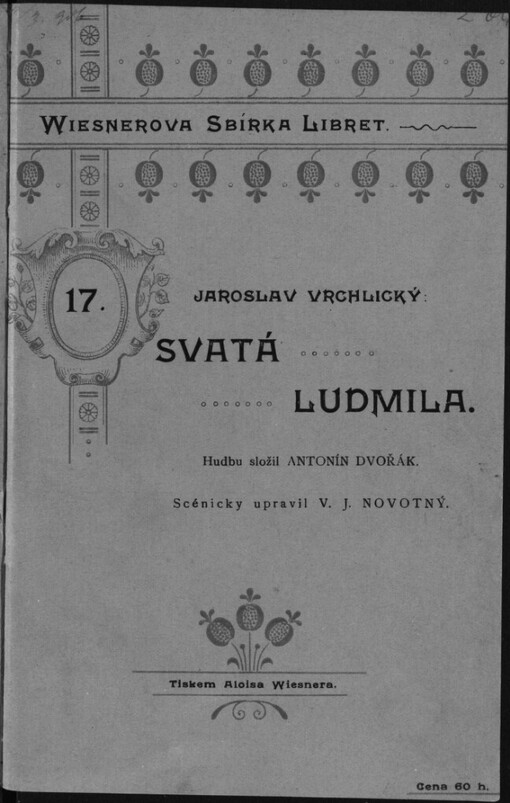 WIESNEROVA SBÍRKA LIBRET.
17.
JAROSLAV VRCHLICKÝ:
SVATÁ
LUDMILA.
Hudbu složil ANTONÍN DVOŘÁK.
Scénicky upravil V. J. NOVOTNÝ.
Tiskem Aloisa Wiesnera.
Cena 60 h.